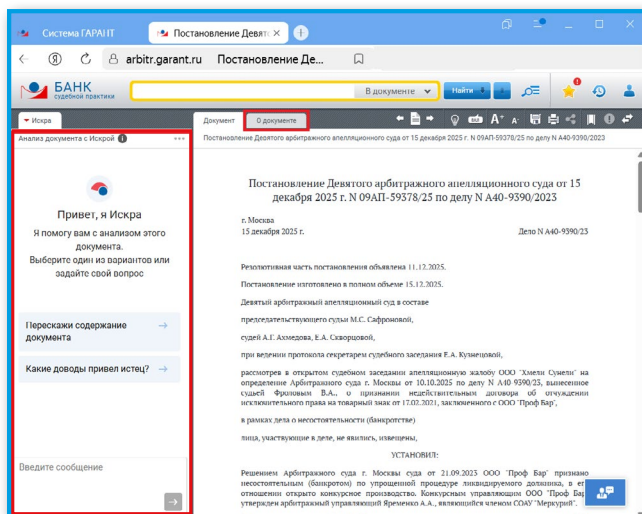 Система ГАРАНТ
Постановление Девят
arbitr.garant.ru Постановление Де...
БАНК
судебной практики
В документе
Найти
Искра
Документ
О документе
Анализ документа с Искрой
Постановление Девятого арбитражного апелляционного суда от 15 декабря 2025 г. N 09АП-59378/25 по делу N А40-9390/2023
Привет, я Искра
Я помогу вам с анализом этого
документа.
Выберите один из вариантов или
задайте свой вопрос
Перескажи содержание
документа
Какие доводы привел истец?
Введите сообщение
Постановление Девятого арбитражного апелляционного суда от 15
декабря 2025 г. N 09АП-59378/25 по делу N А40-9390/2023
г. Москва
15 декабря 2025 г. Дело N А40-9390/23
Резолютивная часть постановления объявлена 11.12.2025.
Постановление изготовлено в полном объеме 15.12.2025.
Девятый арбитражный апелляционный суд в составе
председательствующего судьи М.С. Сафроновой,
судей А.Г. Ахмедова, Е.А. Скворцовой,
при ведении протокола секретарем судебного заседания Е.А. Кузнецовой,
рассмотрев в открытом судебном заседании апелляционную жалобу ООО "Хмели Сунели" на
определение Арбитражного суда г. Москвы от 10.10.2025 по делу N А40 9390/23, вынесенное
судьей Фроловым В.А., о признании недействительным договора об отчуждении
исключительного права на товарный знак от 17.02.2021, заключенного с ООО "Проф Бар",
в рамках дела о несостоятельности (банкротстве)
лица, участвующие в деле, не явились, извещены,
УСТАНОВИЛ:
Решением Арбитражного суда г. Москвы суда от 21.09.2023 ООО "Проф Бар" признано
несостоятельным (банкротом) по упрощенной процедуре ликвидируемого должника, в ег
отношении открыто конкурсное производство. Конкурсным управляющим ООО "Проф Бар
утвержден арбитражный управляющий Яременко А.А., являющийся членом СОАУ "Меркурий".